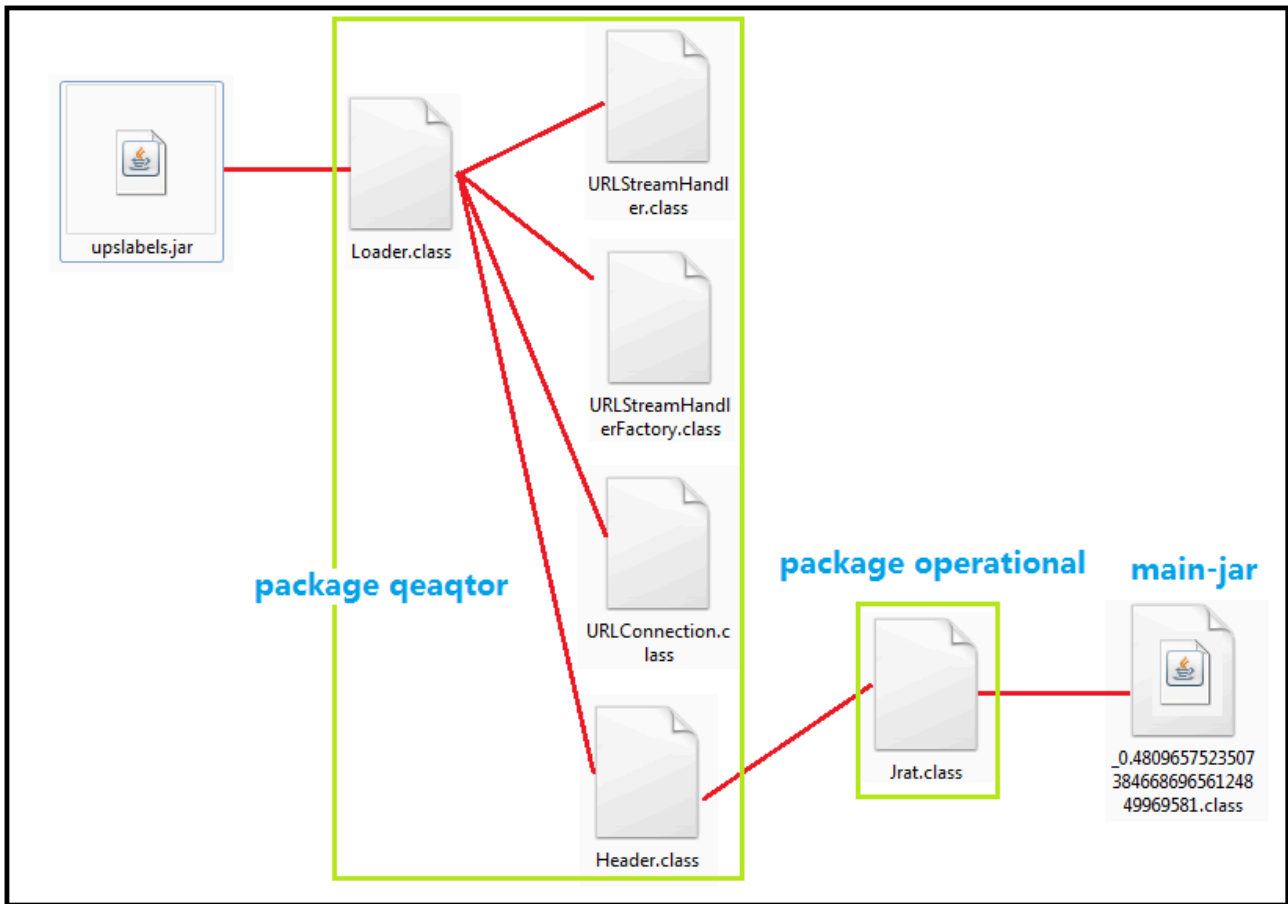 upslabels.jar
Loader.class
URLStreamHandl
er.class
URLStreamHandl
erFactory.class
URLConnection.c
lass
Header.class
package qeaqtor
package operational
Jrat.class
main-jar
_0.4809657523507
384668696561248
49969581.class